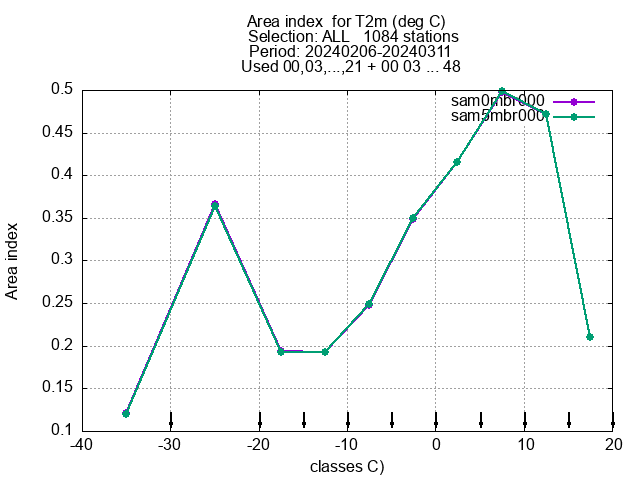 Area index  for T2m (deg C)
Selection: ALL   1084 stations
Period: 20240206-20240311
Used 00,03,...,21 + 00 03 ... 48
sam0mbr000
sam5mbr000
0.5
0.45
0.4
0.35
0.3
0.25
0.2
0.15
0.1
Area index
-40 -30 -20 -10 0 10 20
classes C)